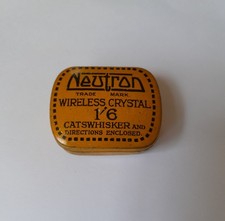 Neutron
TRADE MARK.
WIRELESS CRYSTAL.
1'6
CATSWHISKER AND
DIRECTIONS ENCLOSED.